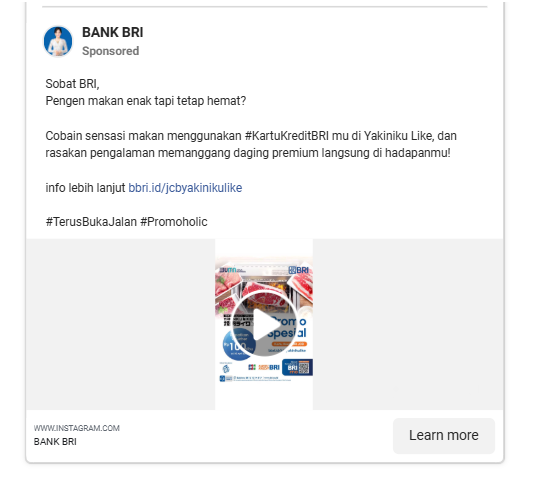 BANK BRI
Sponsored
Sobat BRI,
Pengen makan enak tapi tetap hemat?
Cobain sensasi makan menggunakan #KartuKreditBRI mu di Yakiniku Like, dan
rasakan pengalaman memanggang daging premium langsung di hadapanmu!
info lebih lanjut bbri.id/jcbyakinikulike
#TerusBukaJalan #Promoholic
BRI
Promo
Spesial
BRI
BRI
WWW.INSTAGRAM.COM
BANK BRI
Learn more